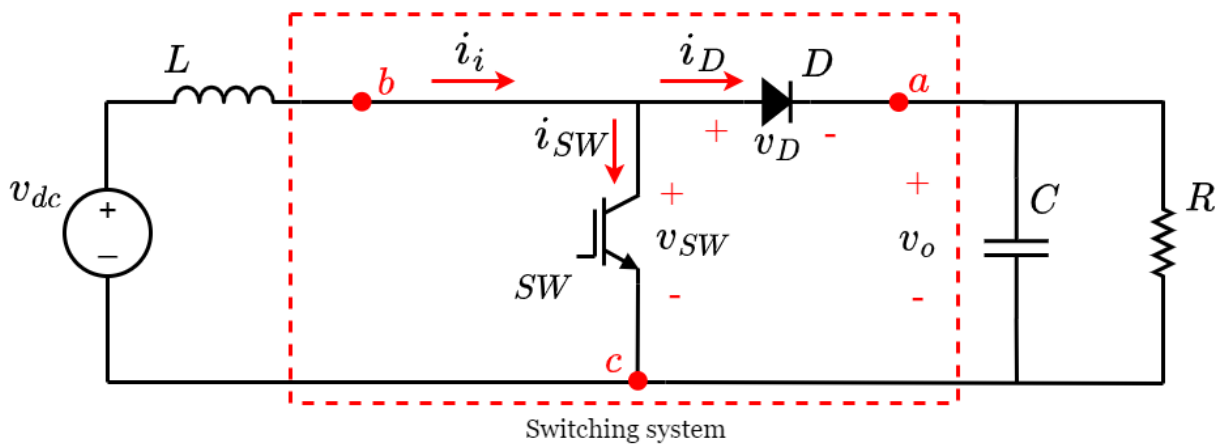 L
b
i_i
i_D
D
a
i_SW
+
v_D
-
v_dc
+
−
+
v_SW
-
SW
+
v_o
-
C
R
c
Switching system